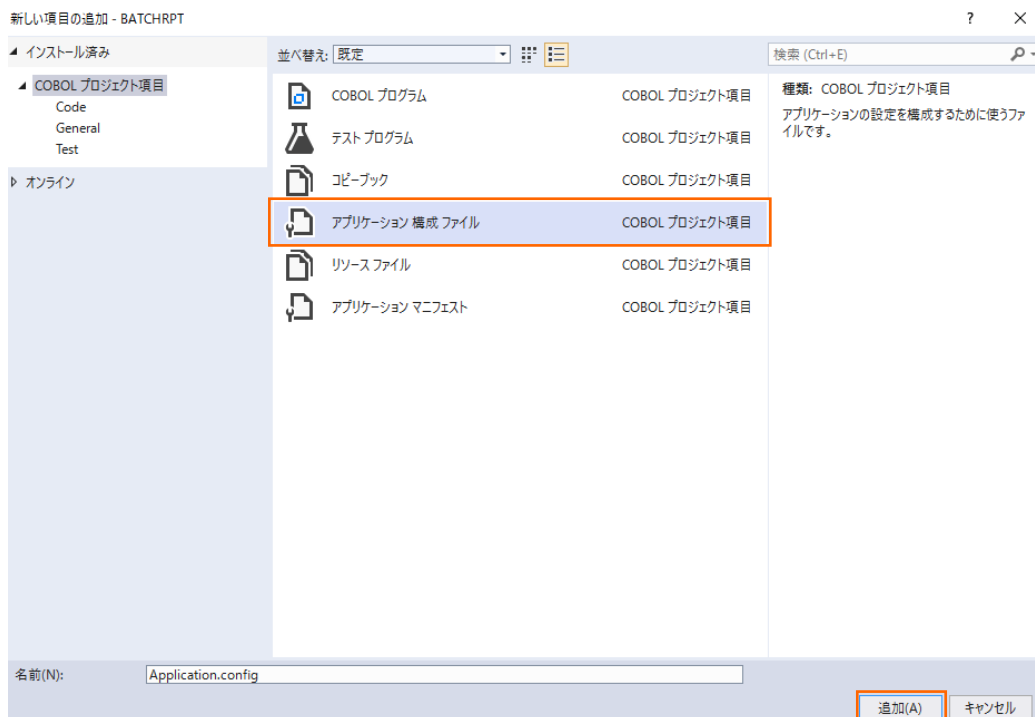 新しい項目の追加 - BATCHRPT
?
インストール済み
COBOL プロジェクト項目
Code
General
Test
オンライン
並べ替え: 既定
検索 (Ctrl+E)
COBOL プログラム COBOL プロジェクト項目
テスト プログラム COBOL プロジェクト項目
コピーブック COBOL プロジェクト項目
アプリケーション 構成 ファイル COBOL プロジェクト項目
リソース ファイル COBOL プロジェクト項目
アプリケーション マニフェスト COBOL プロジェクト項目
種類: COBOL プロジェクト項目
アプリケーションの設定を構成するために使うファ
イルです。
名前(N): Application.config
追加(A) キャンセル